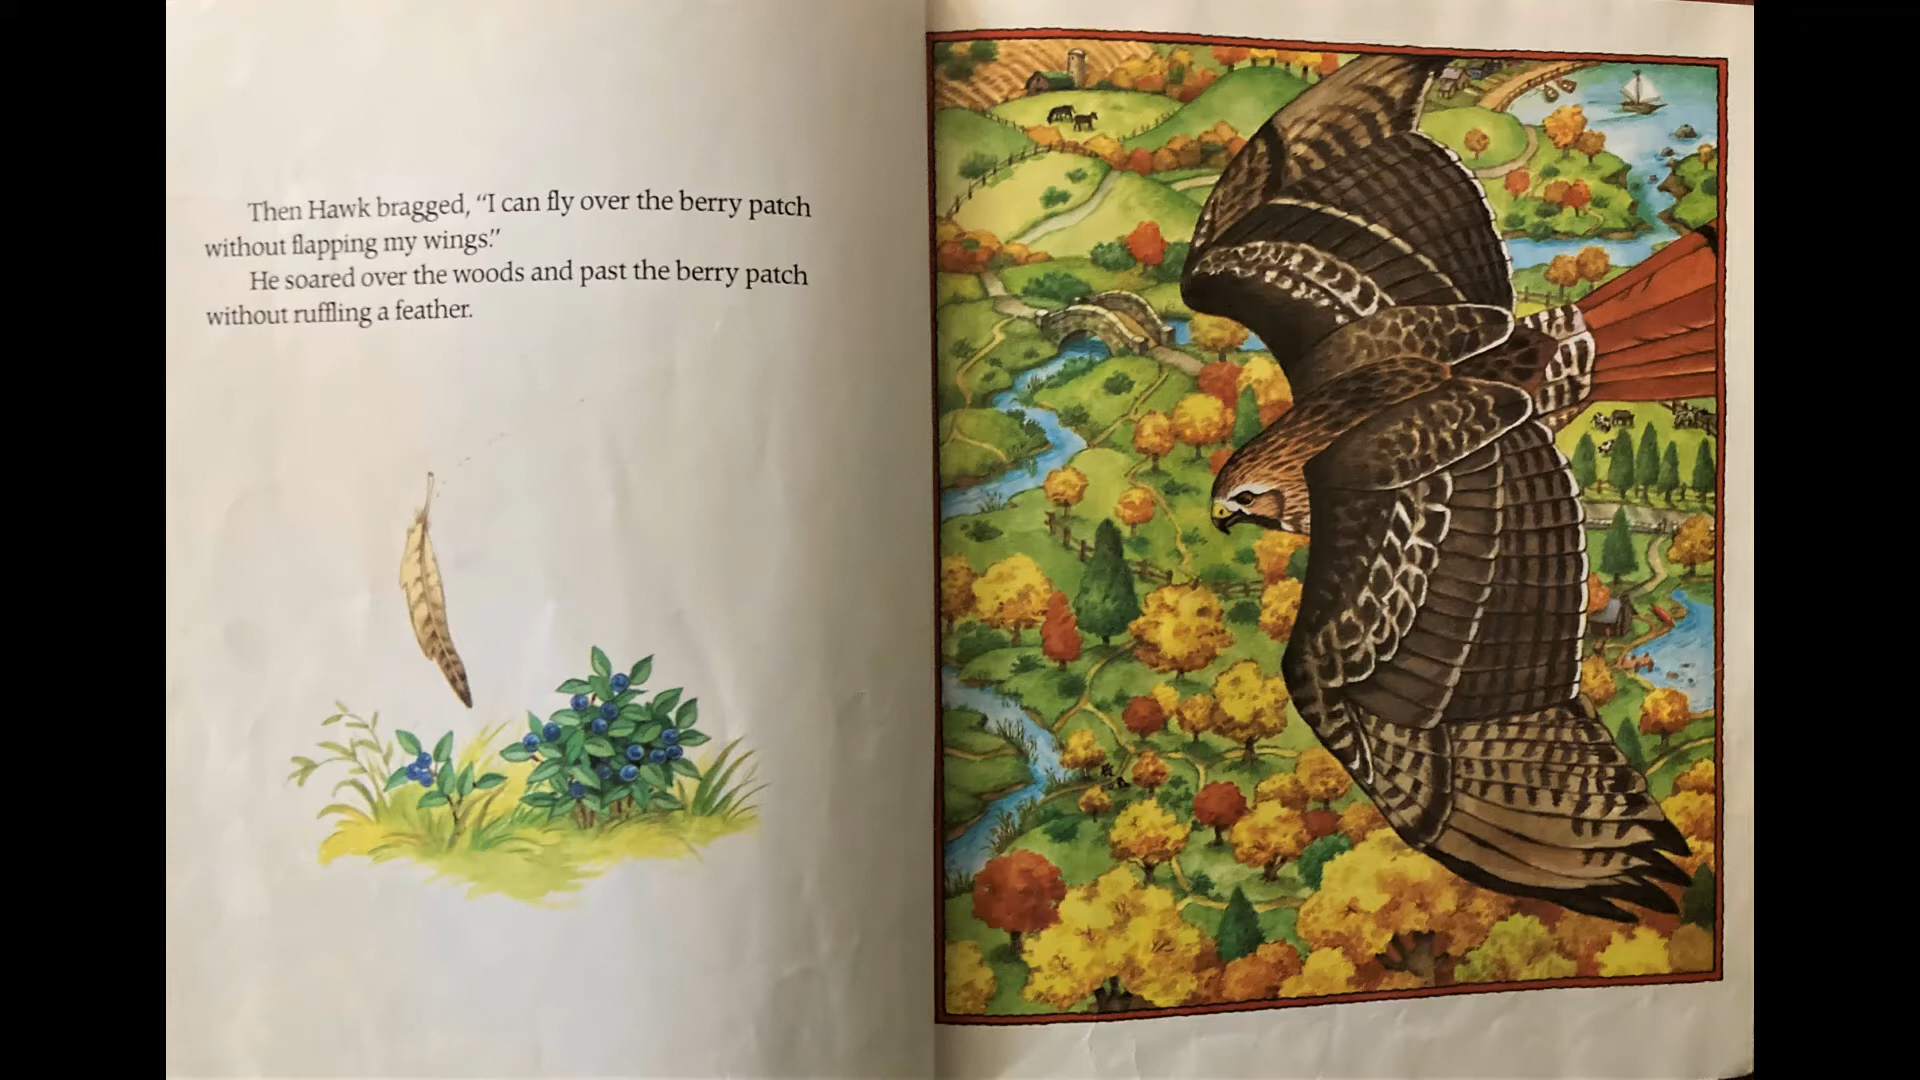 Then Hawk bragged, “I can fly over the berry patch
without flapping my wings.”
He soared over the woods and past the berry patch
without ruffling a feather.